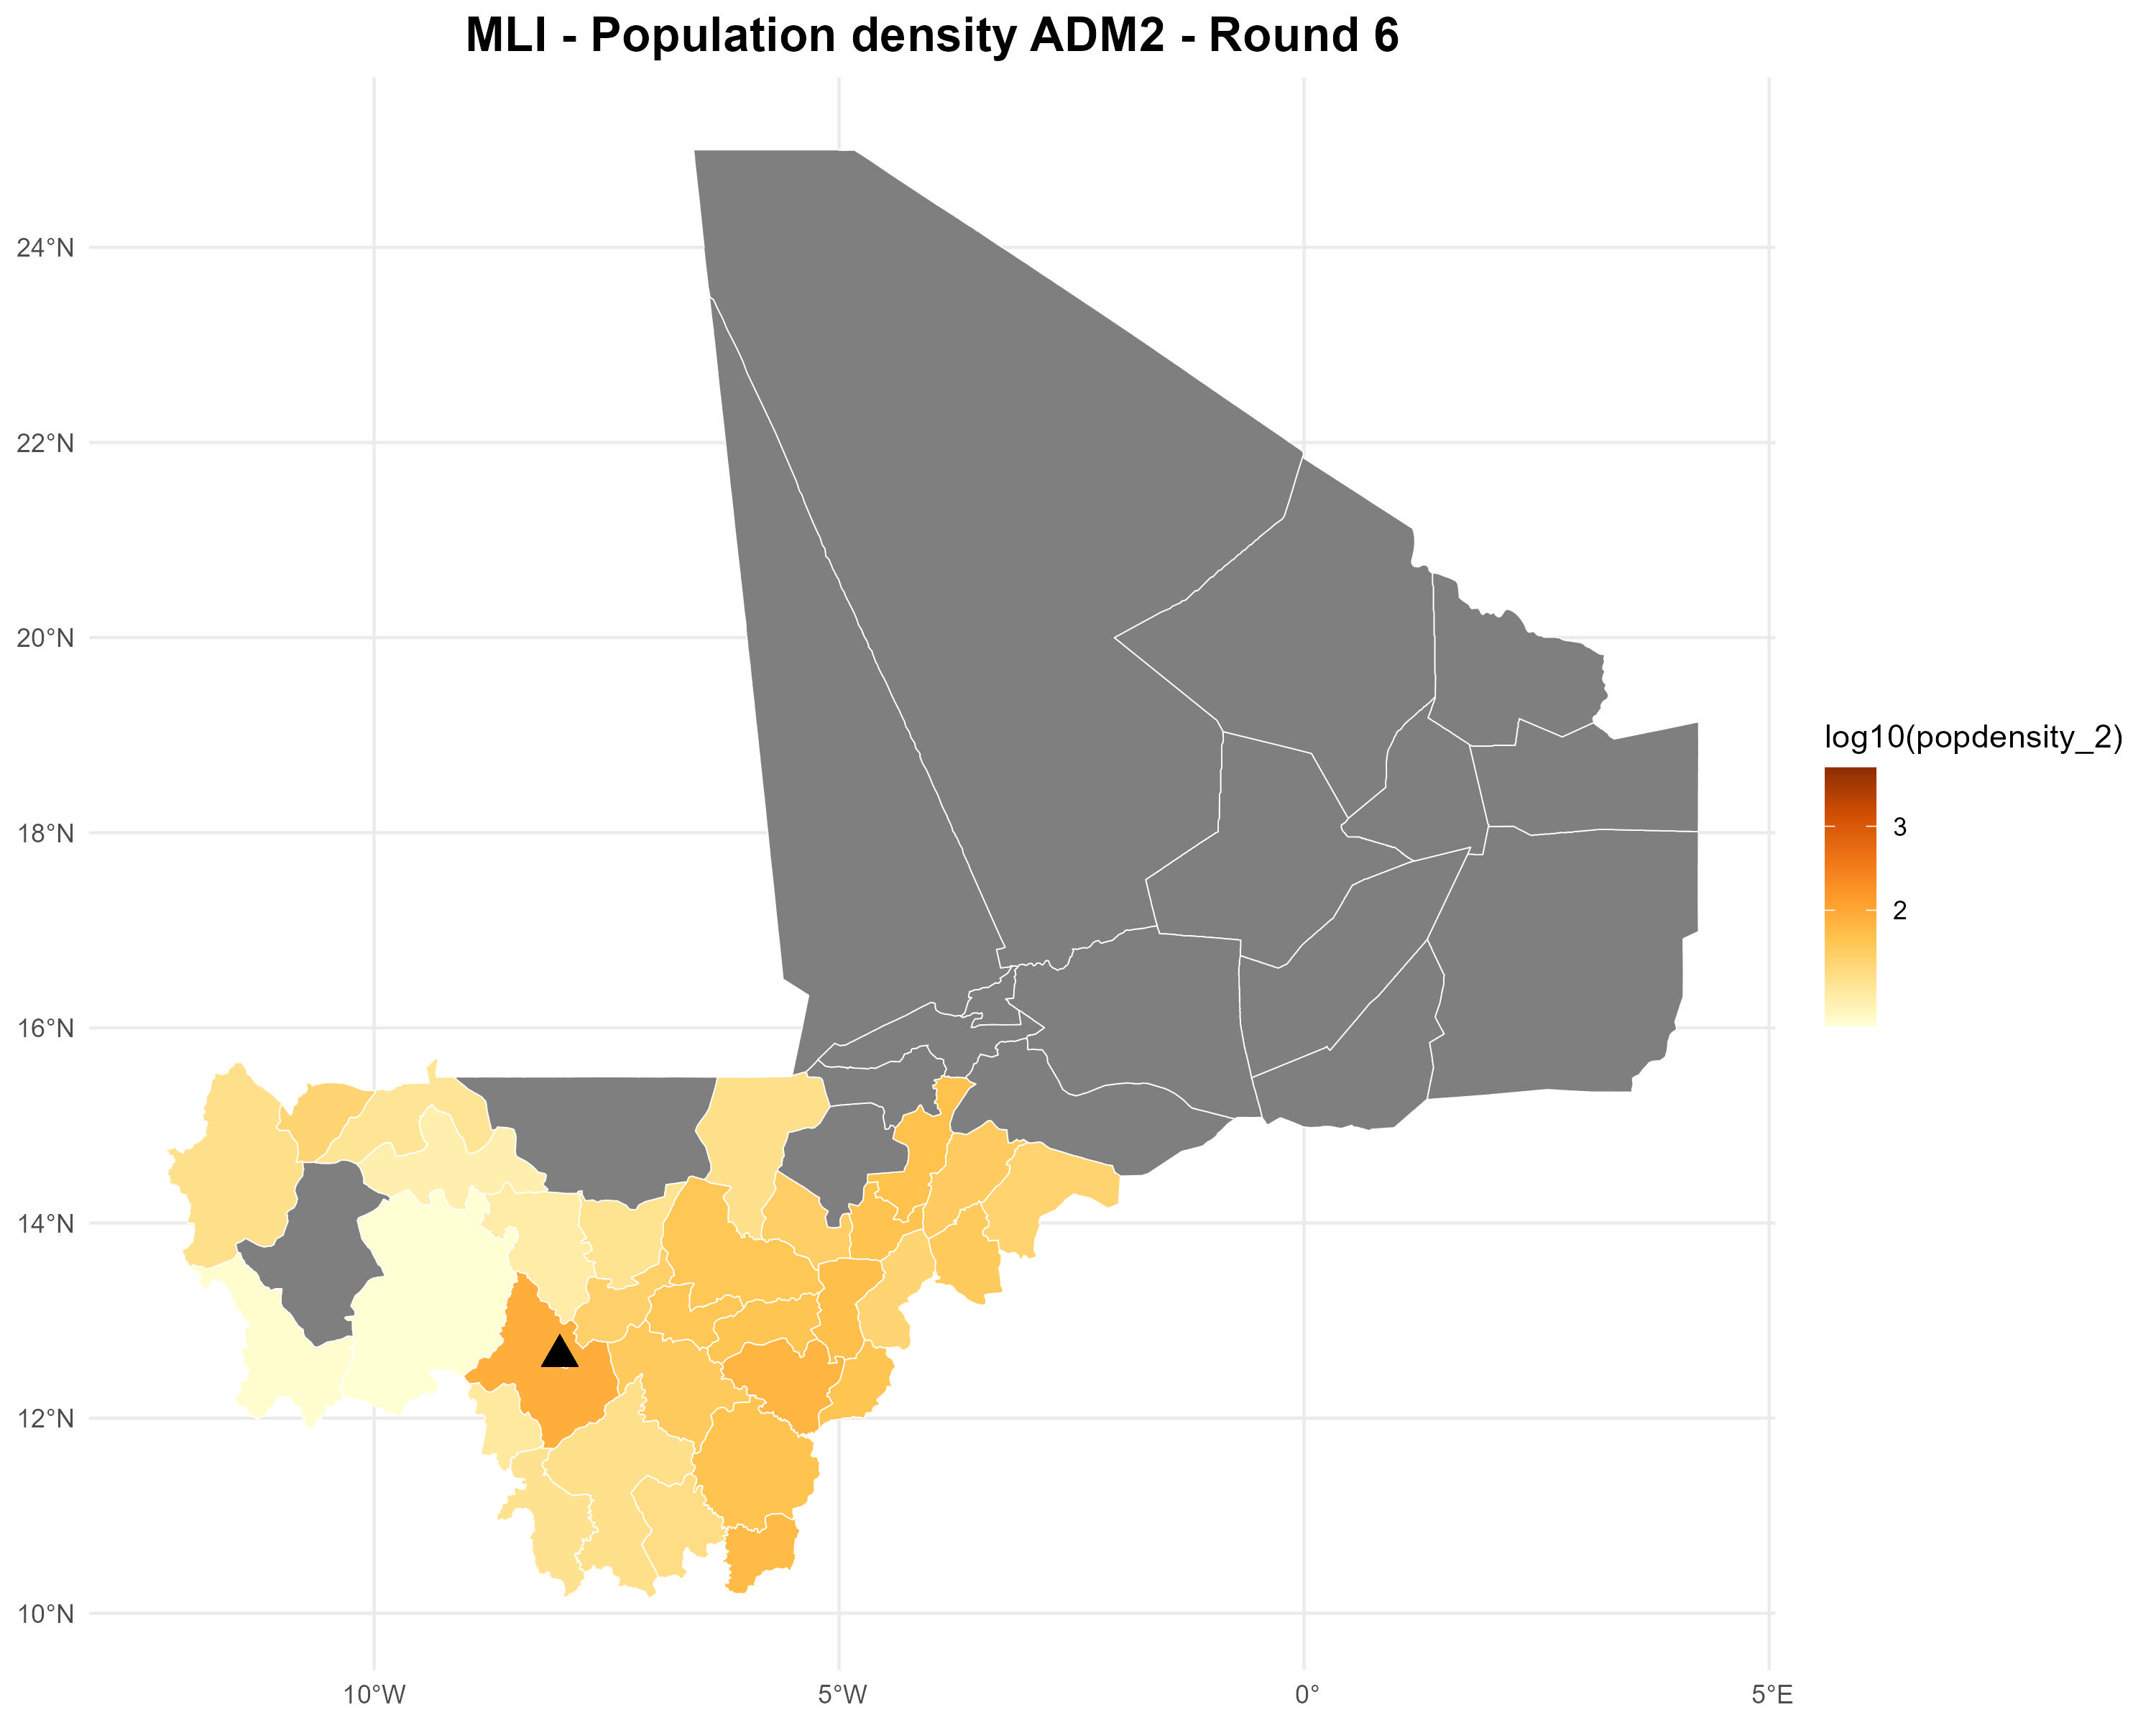 MLI - Population density ADM2 - Round 6
24°N
22°N
20°N
18°N
16°N
14°N
12°N
10°N
10°W
5°W
0°
5°E
log10(popdensity_2)
3
2